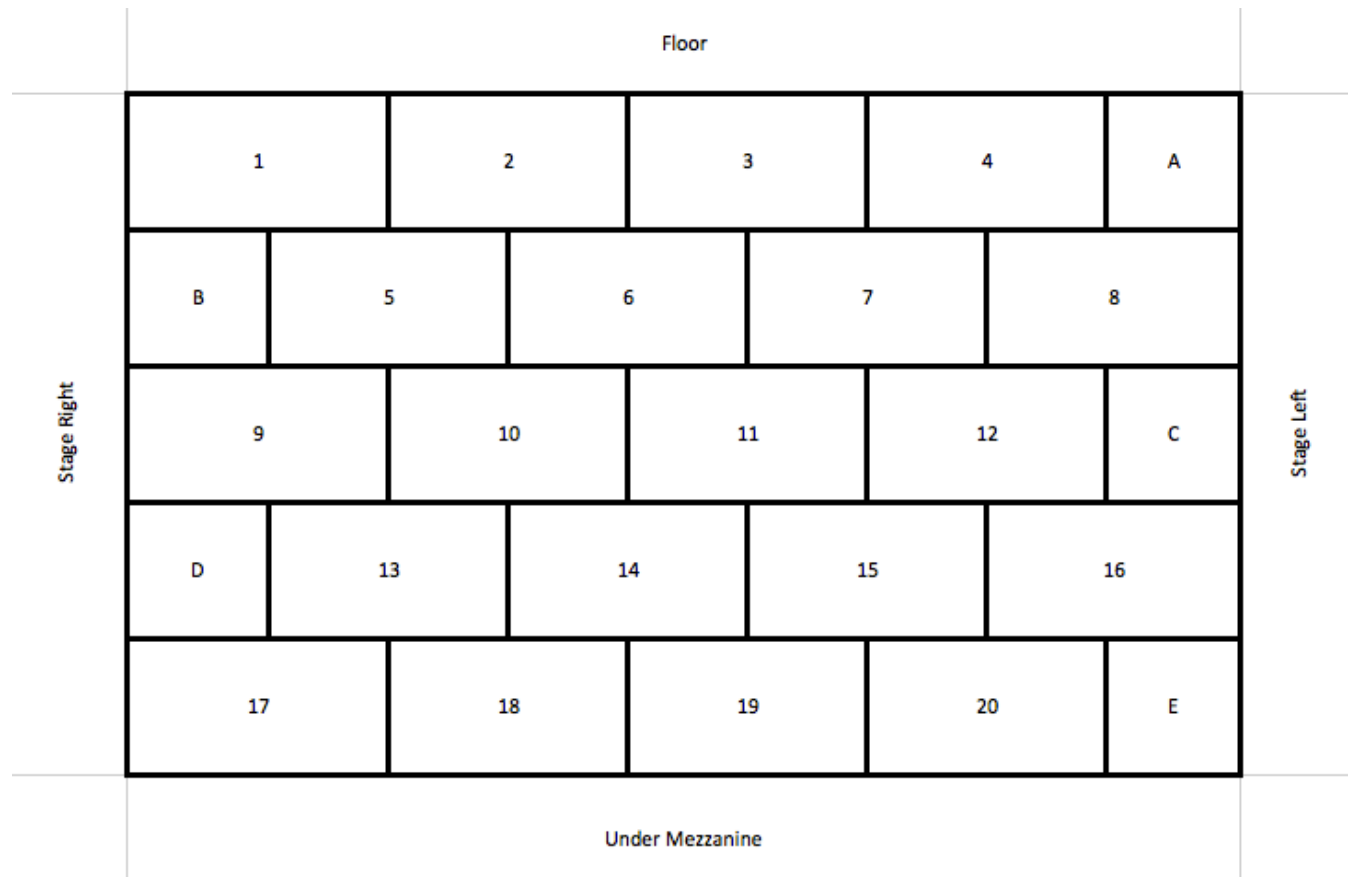 Floor
1 2 3 4 A
B 5 6 7 8
Stage Right
9 10 11 12 C
Stage Left
D 13 14 15 16
17 18 19 20 E
Under Mezzanine